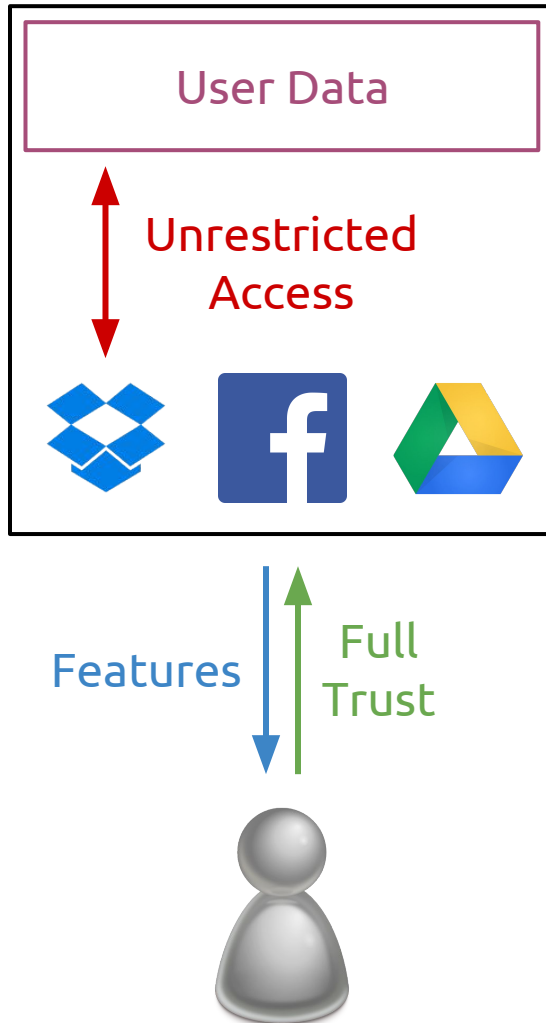 User Data
Unrestricted
Access
f
Features
Full
Trust